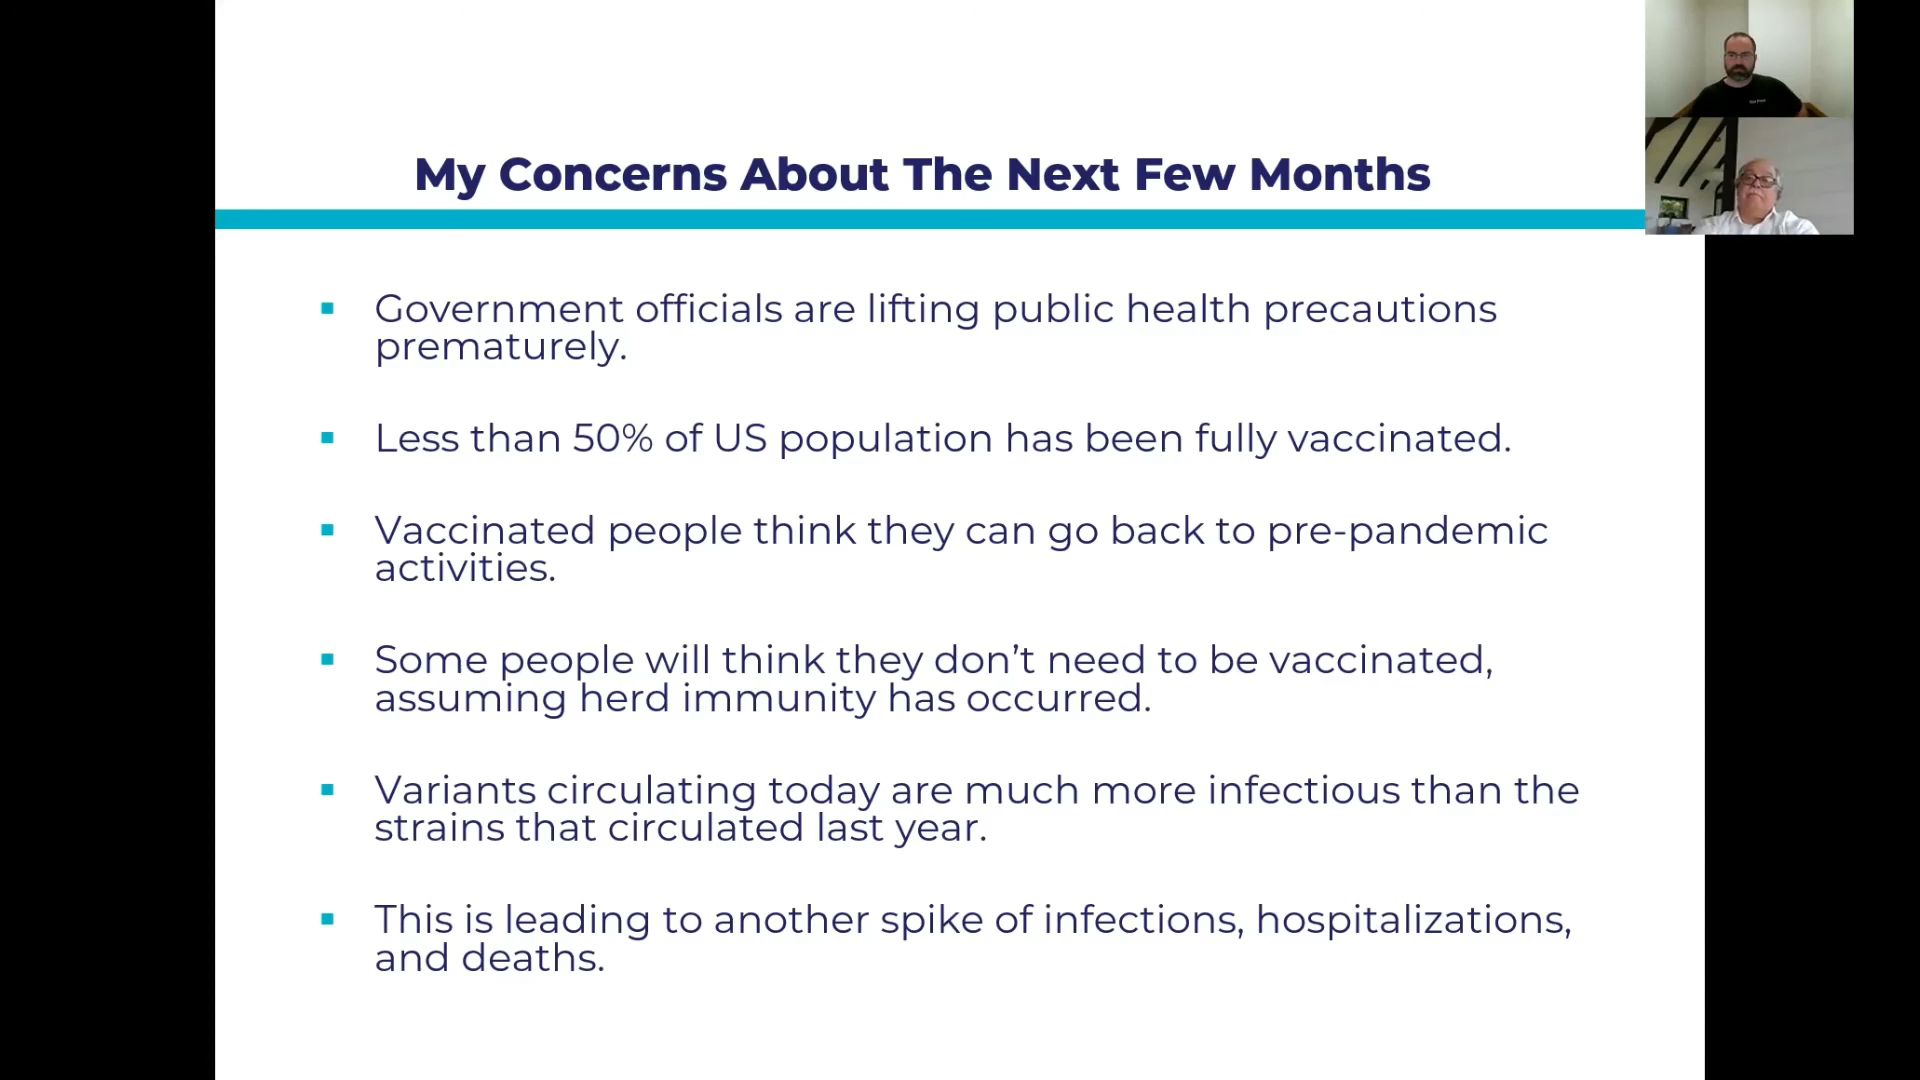 My Concerns About The Next Few Months
Government officials are lifting public health precautions
prematurely.
Less than 50% of US population has been fully vaccinated.
Vaccinated people think they can go back to pre-pandemic
activities.
Some people will think they don’t need to be vaccinated,
assuming herd immunity has occurred.
Variants circulating today are much more infectious than the
strains that circulated last year.
This is leading to another spike of infections, hospitalizations,
and deaths.